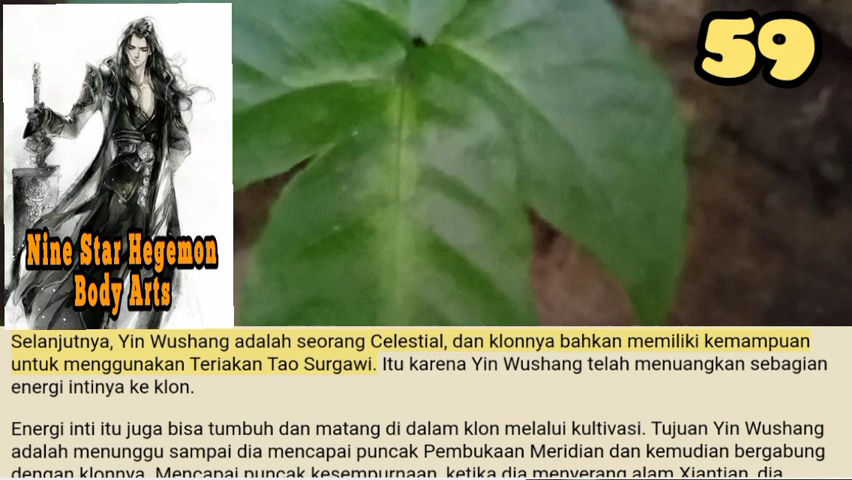 59
Nine Star Hegemon
Body Arts
Selanjutnya, Yin Wushang adalah seorang Celestial, dan klonnya bahkan memiliki kemampuan
untuk menggunakan Teriakan Tao Surgawi. Itu karena Yin Wushang telah menuangkan sebagian
energi intinya ke klon.
Energi inti itu juga bisa tumbuh dan matang di dalam klon melalui kultivasi. Tujuan Yin Wushang
adalah menunggu sampai dia mencapai puncak Pembukaan Meridian dan kemudian bergabung
dengan klonnya. Mencapai puncak kesempurnaan, ketika dia menyerang alam Xiantian, dia